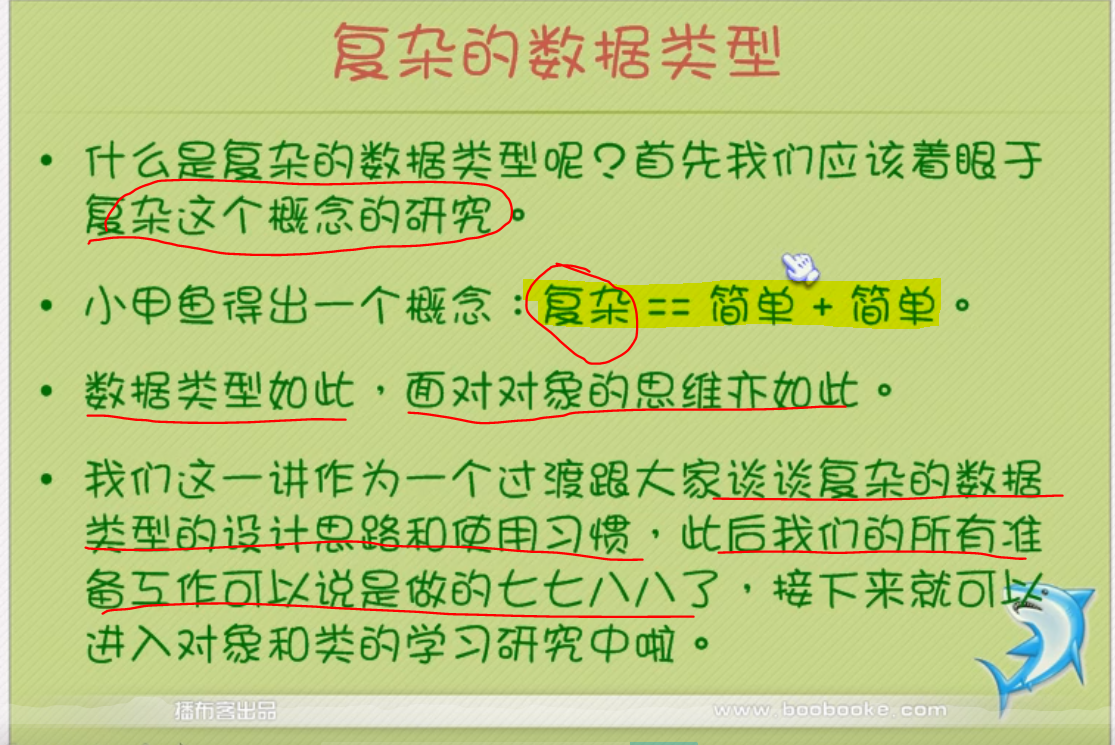 复杂的数据类型
• 什么是复杂的数据类型呢？首先我们应该着眼于
复杂这个概念的研究。
• 小甲鱼得出一个概念：复杂 == 简单 + 简单。
• 数据类型如此，面对对象的思维亦如此。
• 我们这一讲作为一个过渡跟大家谈谈复杂的数据
类型的设计思路和使用习惯，此后我们的所有准
备工作可以说是做的七七八八了，接下来就可以
进入对象和类的学习研究中啦。
播布客出品
www.boobooke.com